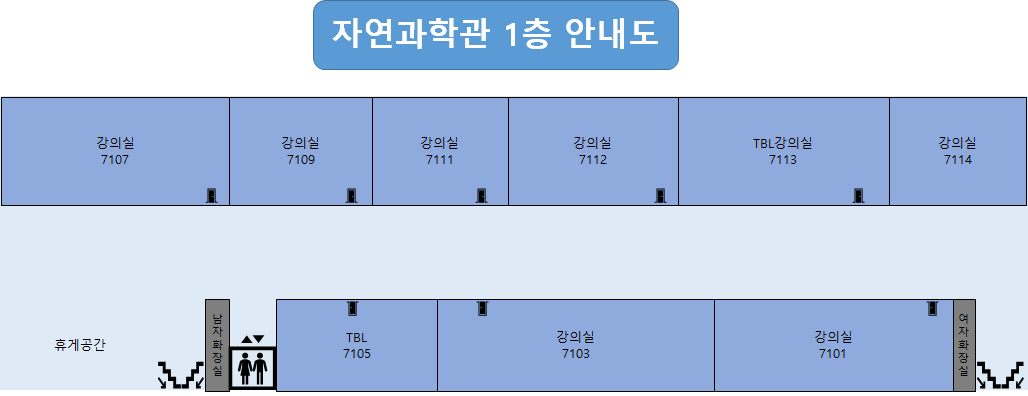 자연과학관 1층 안내도
강의실
7107
강의실
7109
강의실
7111
강의실
7112
TBL강의실
7113
강의실
7114
휴게공간
남자화장실
TBL
7105
강의실
7103
강의실
7101
여자화장실